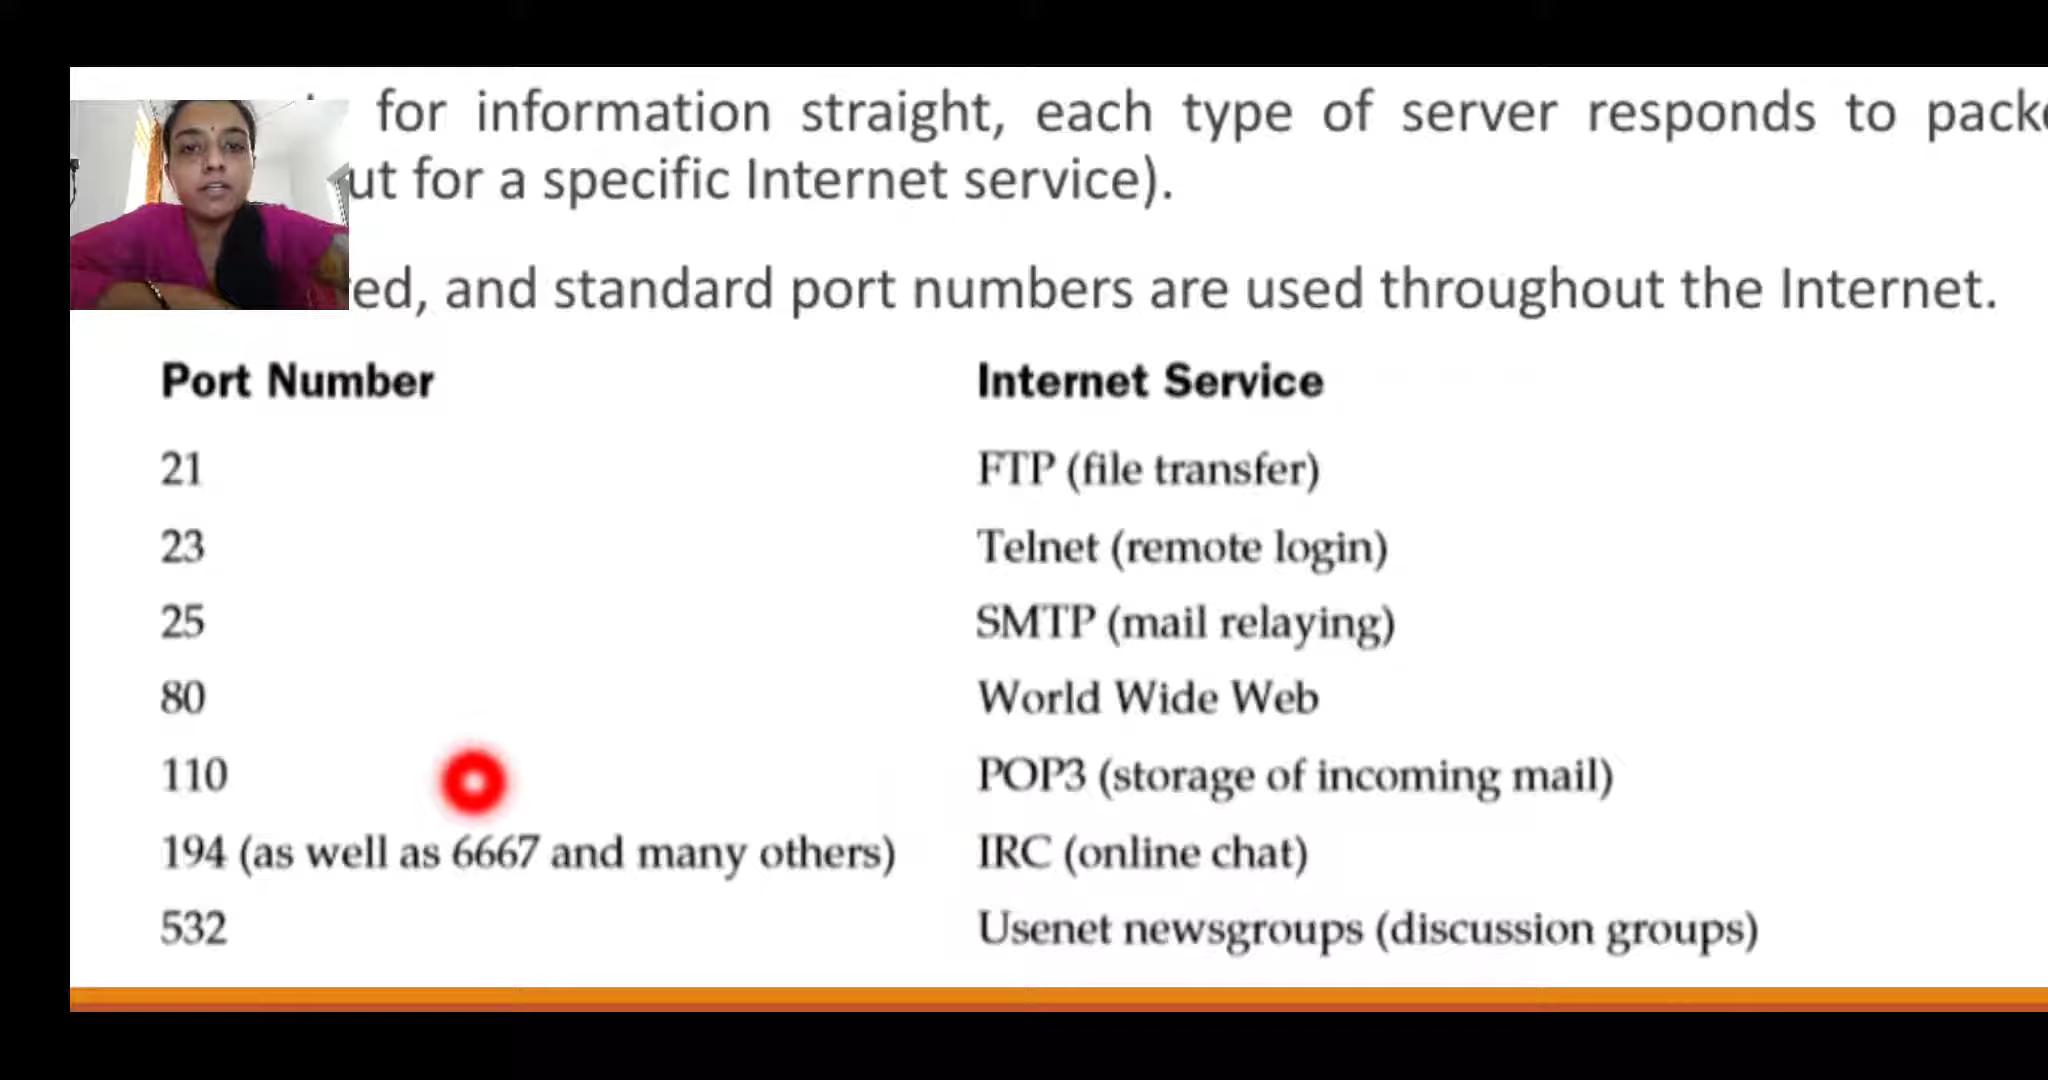 for information straight, each type of server responds to
for a specific Internet service).
and standard port numbers are used throughout the Internet.
Port Number Internet Service
21 FTP (file transfer)
23 Telnet (remote login)
25 SMTP (mail relaying)
80 World Wide Web
110 POP3 (storage of incoming mail)
194 (as well as 6667 and many others) IRC (online chat)
532 Usenet newsgroups (discussion groups)